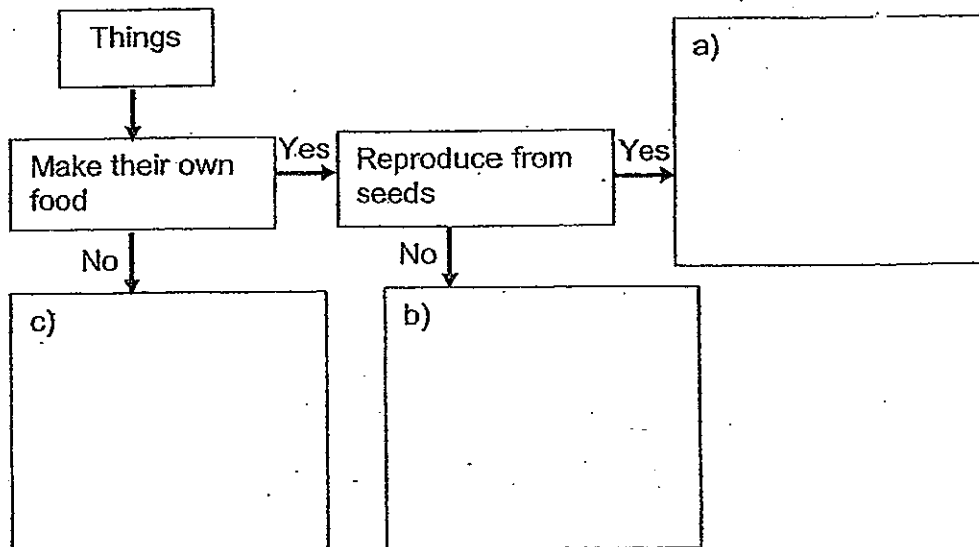 Things
a)
Make their own
food
Yes
Reproduce from
seeds
Yes
No
No
c)
b)